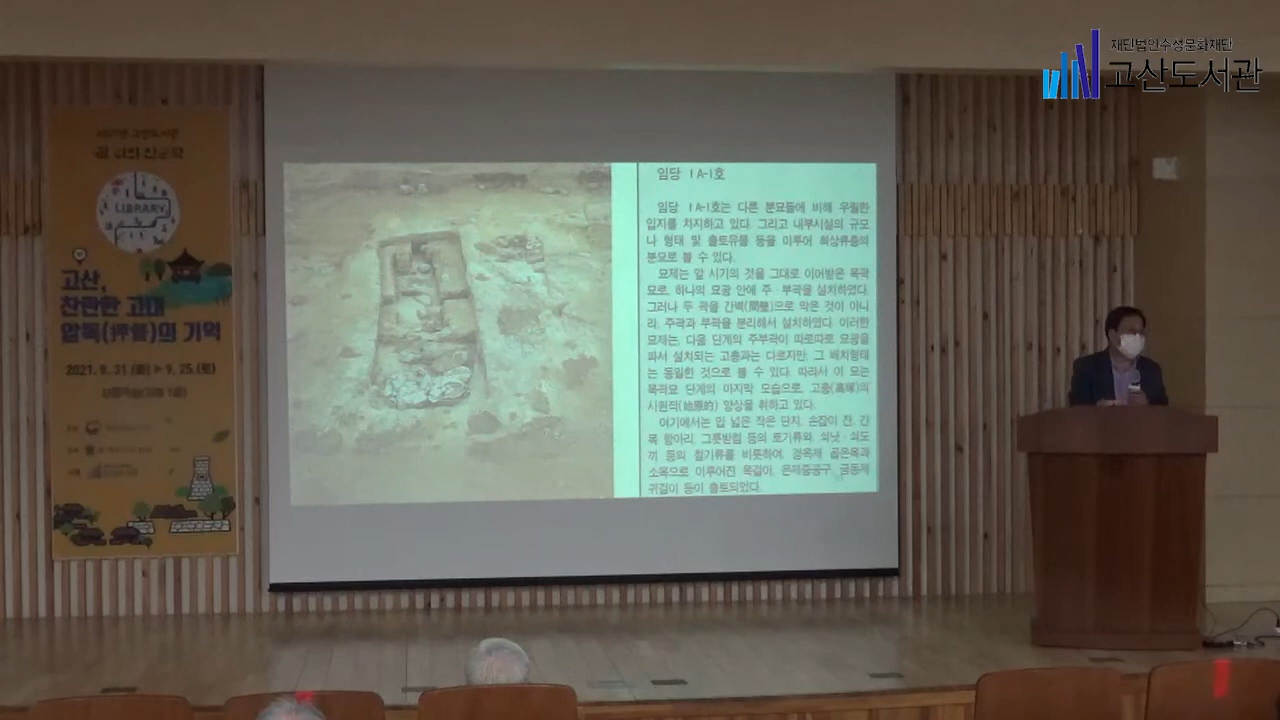 재단법인수성문화재단
고산도서관
길 위의 인문학
LIBRARY
고산,
찬란한 고대
압독(押督)의 기억
2021. 8. 31.(화) ▶ 9. 25.(토)
임당 1A-1호
임당 1A-1호는 다른 분묘들에 비해 우월한
입지를 차지하고 있다. 그리고 내부시설의 규모
나 형태 및 출토유물 등을 미루어 최상류층의
분묘로 볼 수 있다.
묘제는 앞 시기의 것을 그대로 이어받은 목곽
묘로, 하나의 묘광 안에 주·부곽을 설치하였다.
그러나 두 곽을 간벽(間壁)으로 막은 것이 아니
라, 주곽과 부곽을 분리해서 설치하였다. 이러한
묘제는, 다음 단계의 주부곽이 따로따로 묘광을
파서 설치되는 고총과는 다르지만, 그 배치형태
는 동일한 것으로 볼 수 있다. 따라서 이 묘는
목곽묘 단계의 마지막 모습으로, 고총(高塚)의
시원적(始原的) 양상을 취하고 있다.
여기에서는 입 넓은 작은 단지, 손잡이 잔, 긴
목 항아리, 그릇받침 등의 토기류와, 쇠낫·쇠도
끼 등의 철기류를 비롯하여, 경옥제 곱은옥과
소옥으로 이루어진 목걸이, 은제중공구, 금동제
귀걸이 등이 출토되었다.